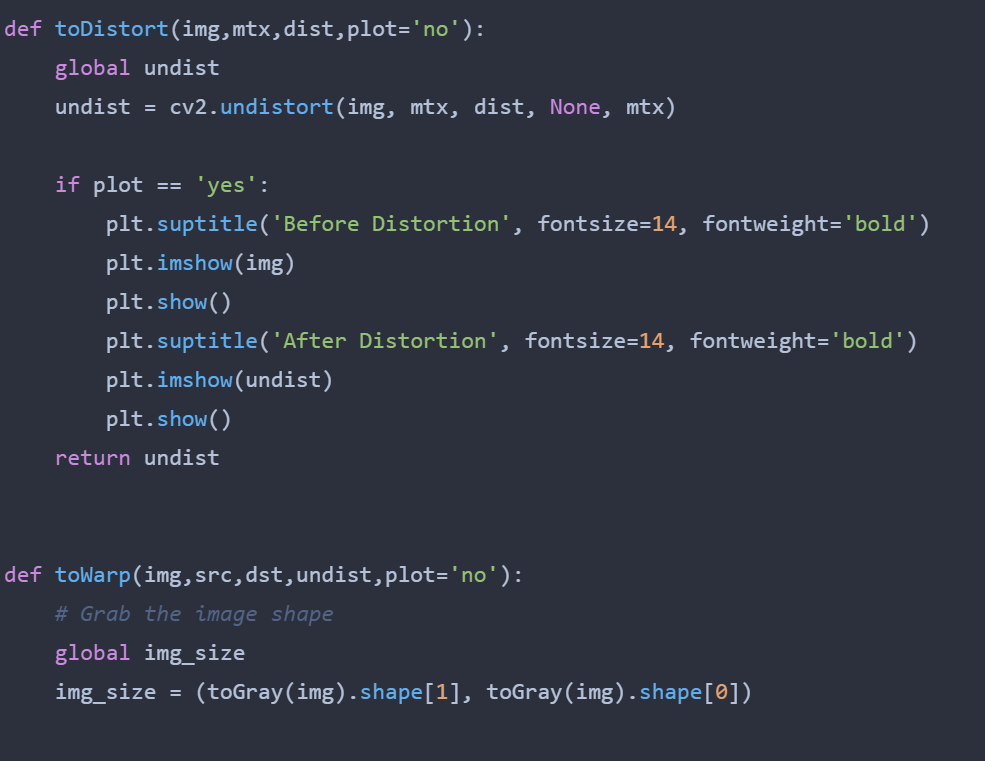 def toDistort(img,mtx,dist,plot='no'):
    global undist
    undist = cv2.undistort(img, mtx, dist, None, mtx)

    if plot == 'yes':
        plt.suptitle('Before Distortion', fontsize=14, fontweight='bold')
        plt.imshow(img)
        plt.show()
        plt.suptitle('After Distortion', fontsize=14, fontweight='bold')
        plt.imshow(undist)
        plt.show()
    return undist


def toWarp(img,src,dst,undist,plot='no'):
    # Grab the image shape
    global img_size
    img_size = (toGray(img).shape[1], toGray(img).shape[0])